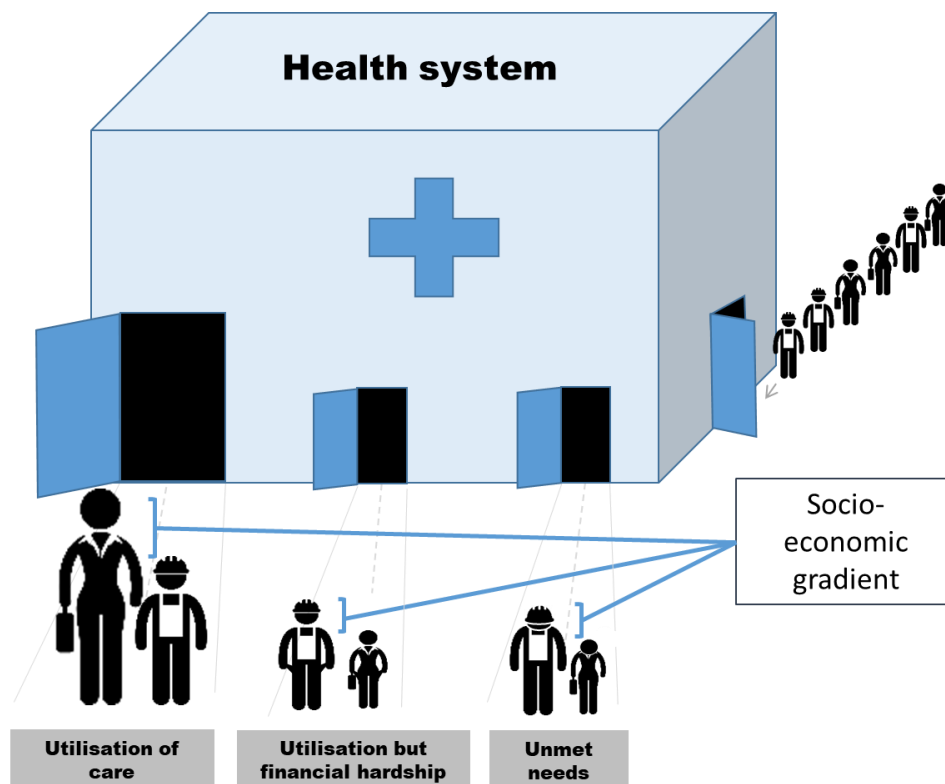 Health system
Socio-
economic
gradient
Utilisation of
care
Utilisation but
financial hardship
Unmet
needs